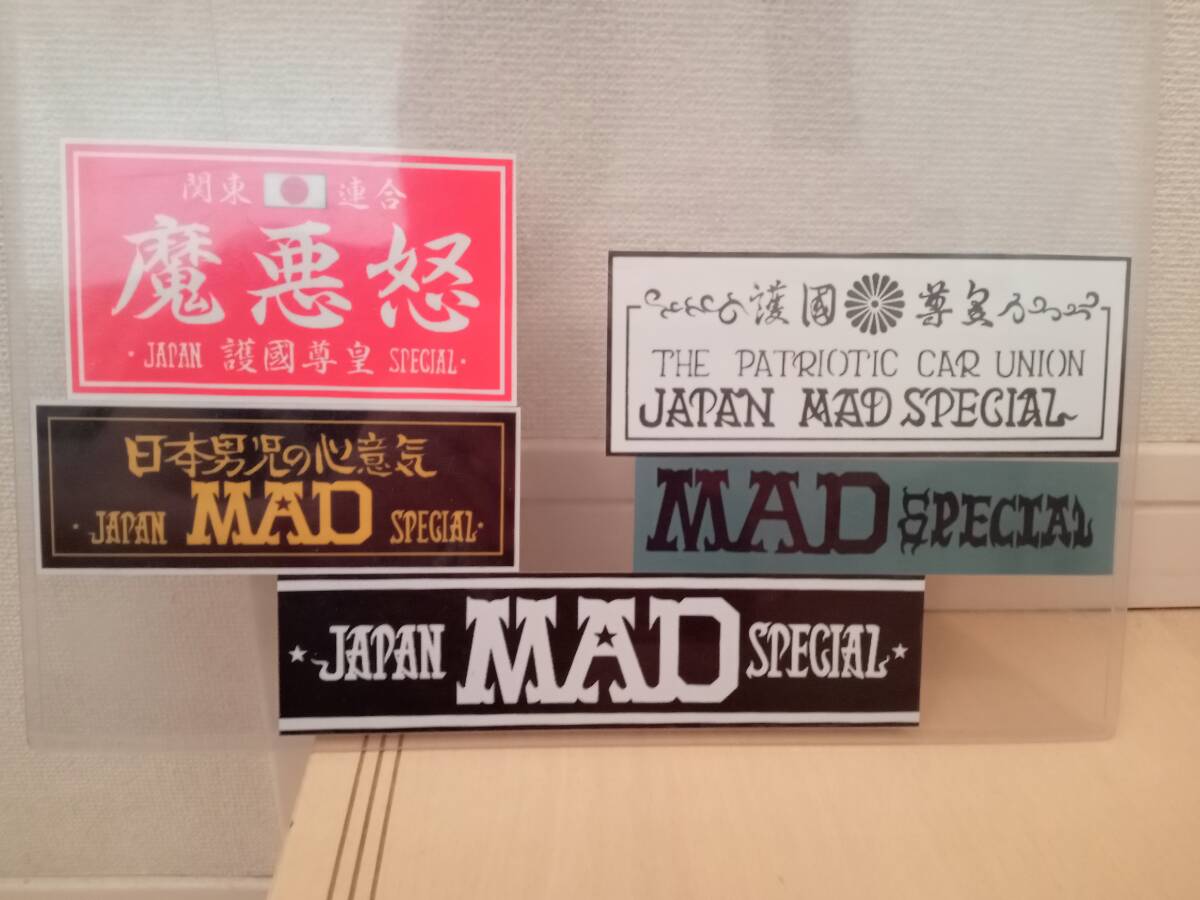 関東 連合
魔悪怒
・JAPAN 護國尊皇 SPECIAL・
日本男児の心意気
・JAPAN MAD SPECIAL・
護國 尊皇
THE PATRIOTIC CAR UNION
JAPAN MAD SPECIAL
MAD SPECIAL
★JAPAN MAD SPECIAL★